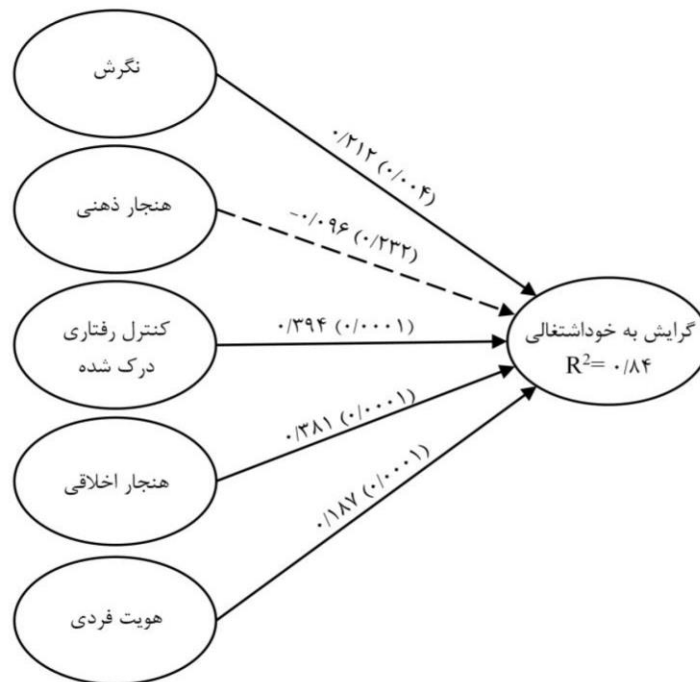 نگرش
۰/۲۱۲ (۰/۰۰۴)
هنجار ذهنی
-۰/۰۹۶ (۰/۲۳۲)
کنترل رفتاری
درک شده
۰/۳۹۴ (۰/۰۰۰۱)
گرایش به خوداشتغالی
R²= ۰/۸۴
هنجار اخلاقی
۰/۳۸۱ (۰/۰۰۰۱)
هویت فردی
۰/۱۸۷ (۰/۰۰۰۱)